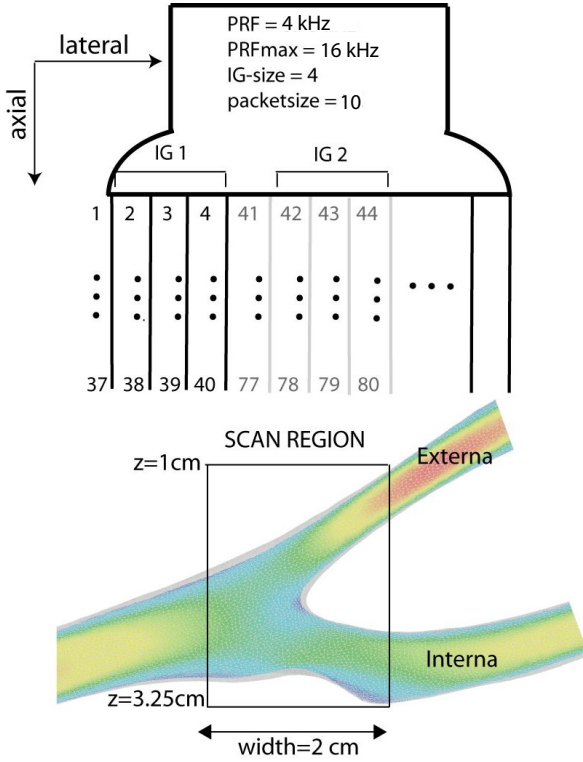 PRF = 4 kHz
PRFmax = 16 kHz
IG-size = 4
packetsize = 10
lateral
axial
IG 1
IG 2
1 2 3 4 41 42 43 44
37 38 39 40 77 78 79 80
SCAN REGION
z=1cm
Externa
Interna
z=3.25cm
width=2 cm